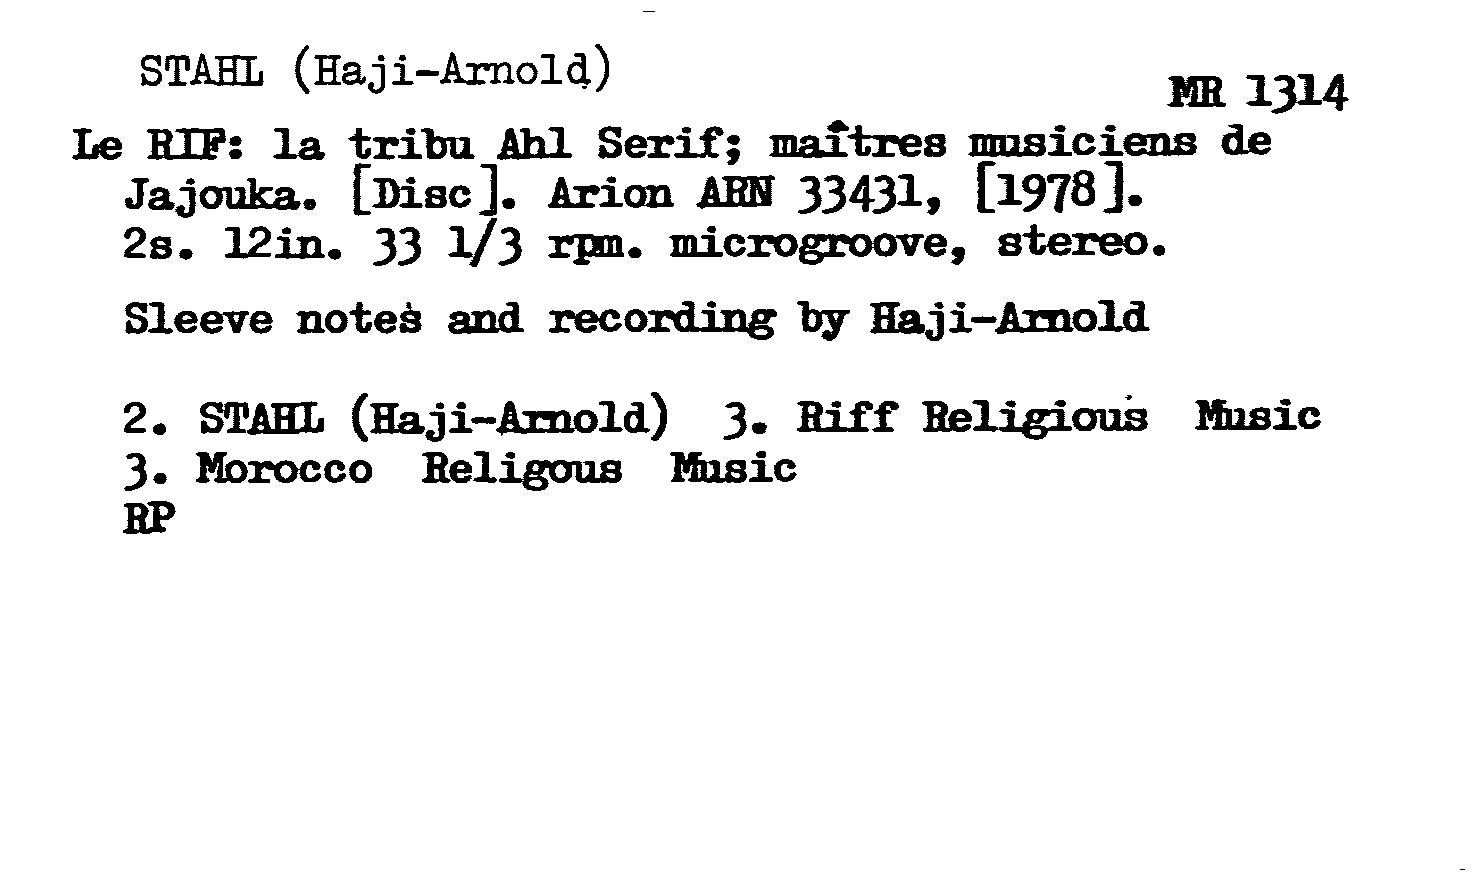 STAHL (Haji-Arnold)
MR 1314
Le RIF: la tribu Ahl Serif; maîtres musiciens de
Jajouka. [Disc]. Arion ARN 33431, [1978].
2s. 12in. 33 1/3 rpm. microgroove, stereo.
Sleeve notes and recording by Haji-Arnold
2. STAHL (Haji-Arnold) 3. Riff Religious Music
3. Morocco Religous Music
RP